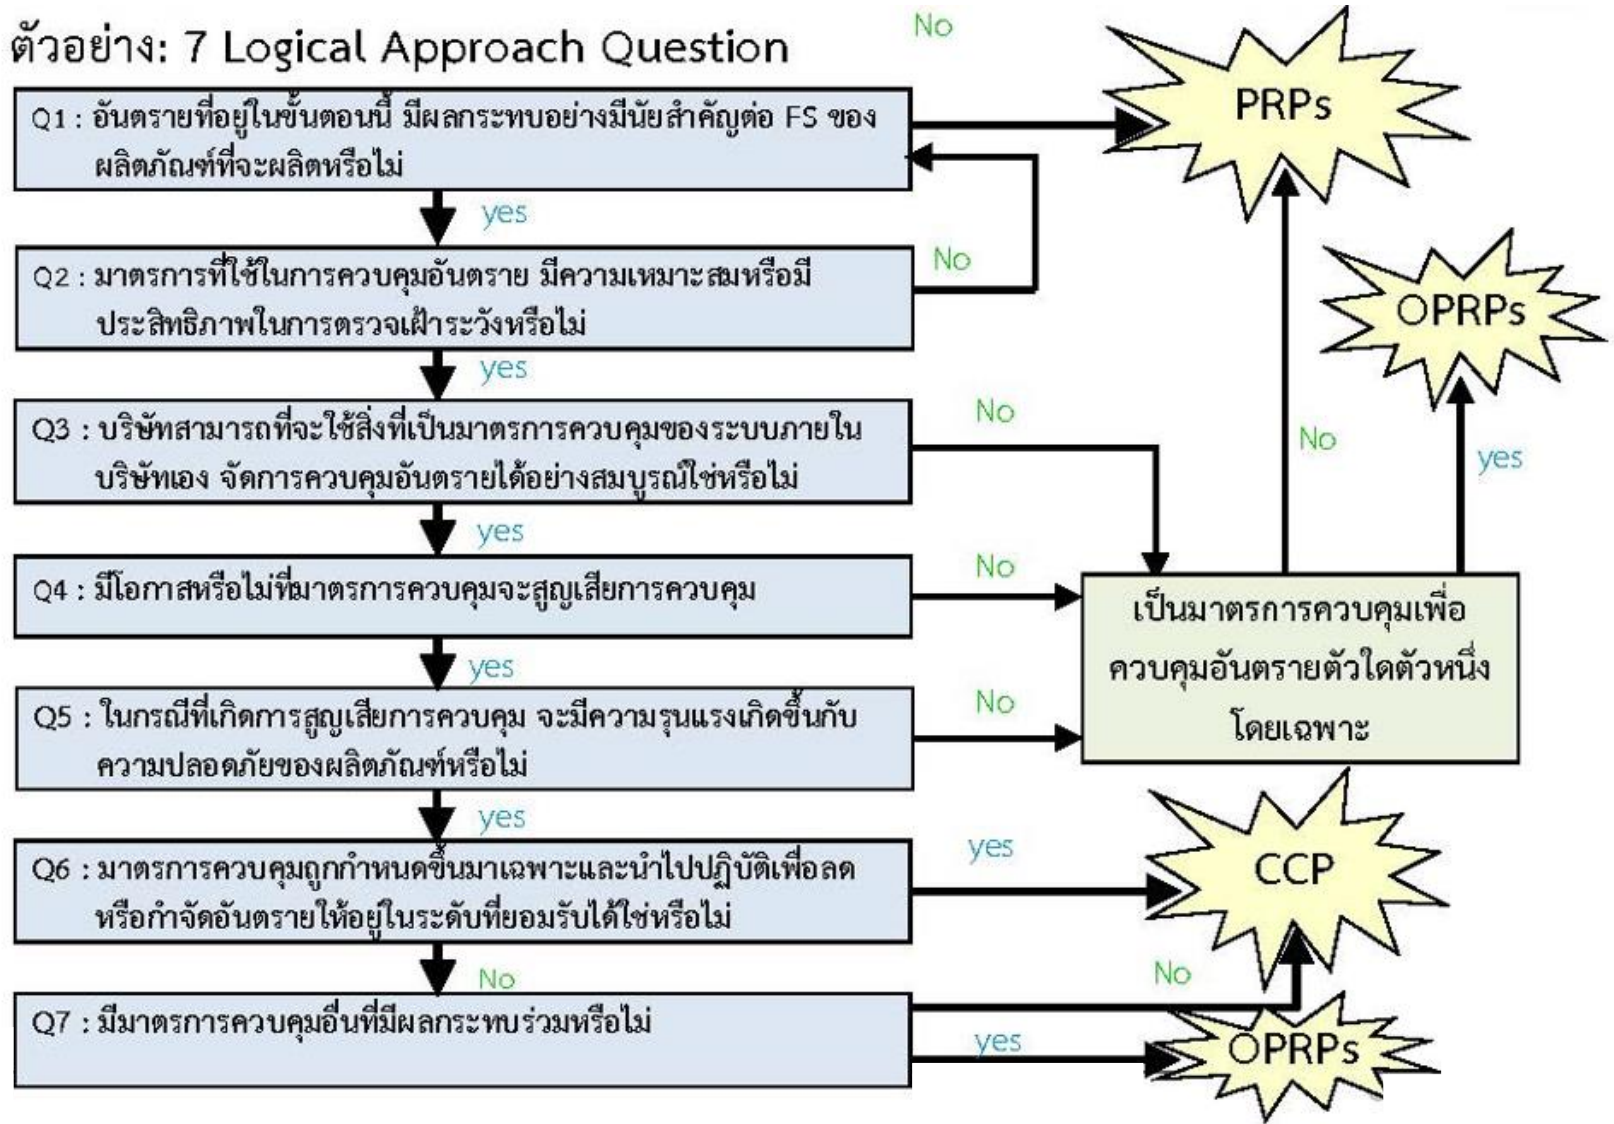 ตัวอย่าง: 7 Logical Approach Question
No
PRPs
Q1 : อันตรายที่อยู่ในขั้นตอนนี้ มีผลกระทบอย่างมีนัยสำคัญต่อ FS ของ
ผลิตภัณฑ์ที่จะผลิตหรือไม่
yes
Q2 : มาตรการที่ใช้ในการควบคุมอันตราย มีความเหมาะสมหรือมี
ประสิทธิภาพในการตรวจเฝ้าระวังหรือไม่
No
OPRPs
yes
Q3 : บริษัทสามารถที่จะใช้สิ่งที่เป็นมาตรการควบคุมของระบบภายใน
บริษัทเอง จัดการควบคุมอันตรายได้อย่างสมบูรณ์ใช่หรือไม่
No
No
yes
yes
Q4 : มีโอกาสหรือไม่ที่มาตรการควบคุมจะสูญเสียการควบคุม
No
เป็นมาตรการควบคุมเพื่อ
ควบคุมอันตรายตัวใดตัวหนึ่ง
โดยเฉพาะ
yes
Q5 : ในกรณีที่เกิดการสูญเสียการควบคุม จะมีความรุนแรงเกิดขึ้นกับ
ความปลอดภัยของผลิตภัณฑ์หรือไม่
No
yes
Q6 : มาตรการควบคุมถูกกำหนดขึ้นมาเฉพาะและนำไปปฏิบัติเพื่อลด
หรือกำจัดอันตรายให้อยู่ในระดับที่ยอมรับได้ใช่หรือไม่
yes
CCP
No
Q7 : มีมาตรการควบคุมอื่นที่มีผลกระทบร่วมหรือไม่
No
yes
OPRPs